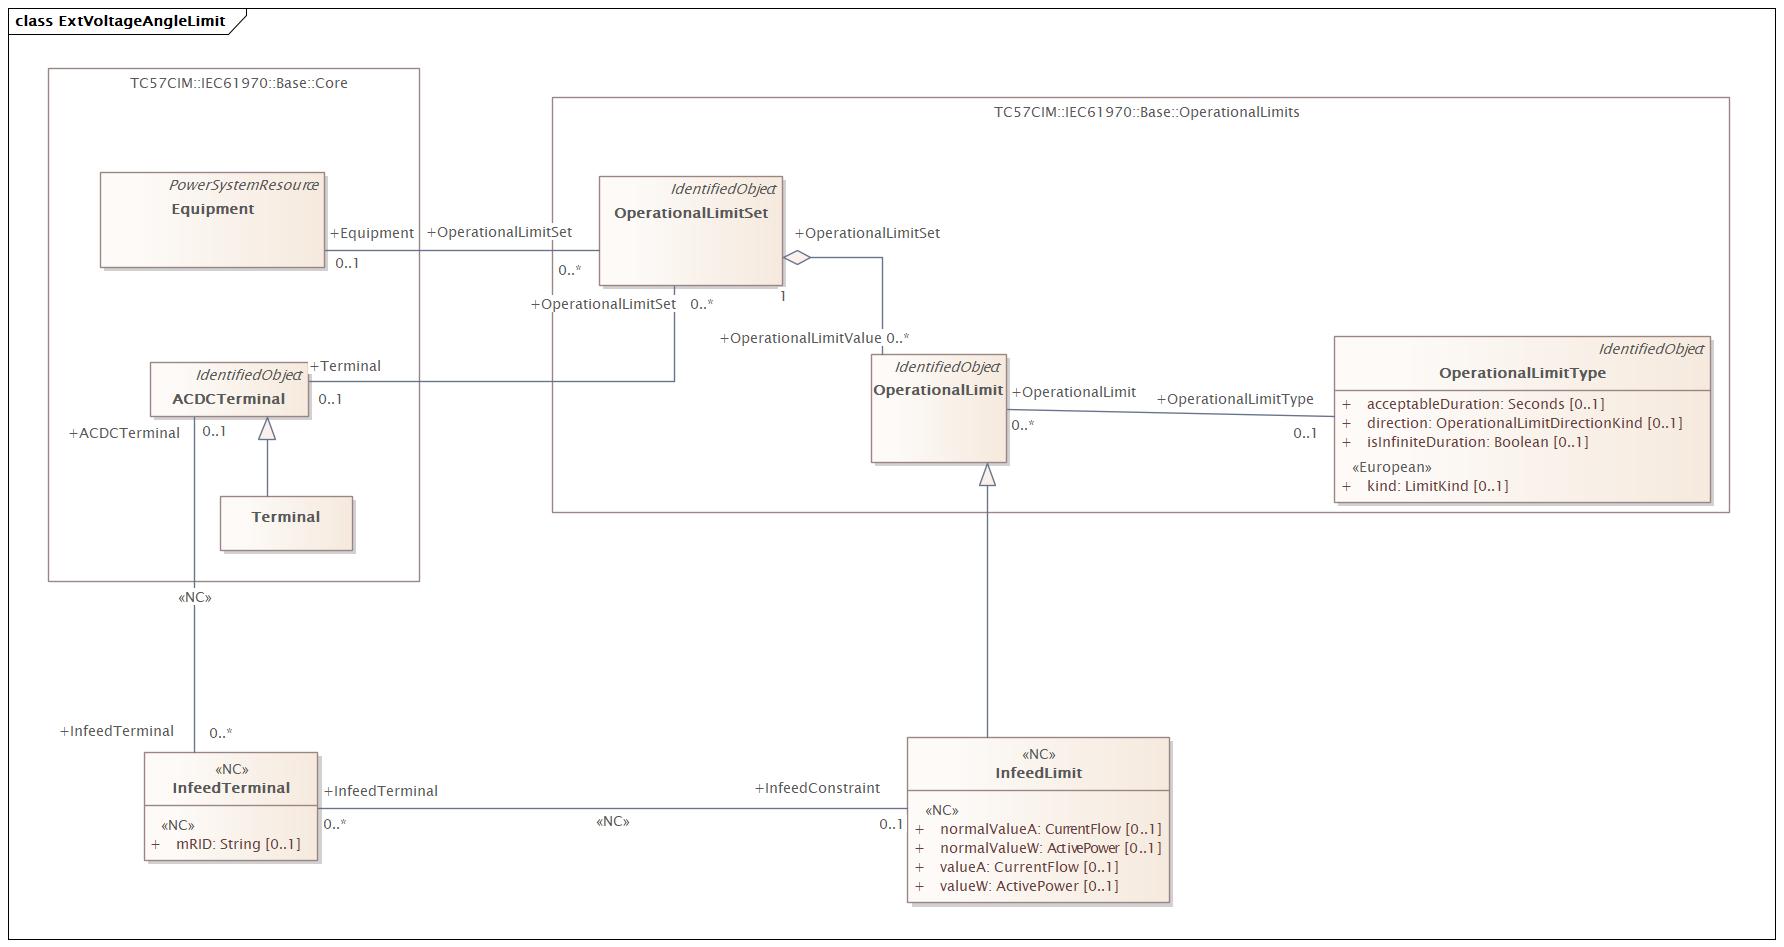 class ExtVoltageAngleLimit
TC57CIM::IEC61970::Base::Core
TC57CIM::IEC61970::Base::OperationalLimits
PowerSystemResource
Equipment
+Equipment
0..1
+OperationalLimitSet
0..*
IdentifiedObject
OperationalLimitSet
+OperationalLimitSet
1
+OperationalLimitSet
0..*
+OperationalLimitValue 0..*
IdentifiedObject
ACDCTerminal
+Terminal
0..1
+ACDCTerminal
0..1
Terminal
IdentifiedObject
OperationalLimit
+OperationalLimit
0..*
+OperationalLimitType
0..1
IdentifiedObject
OperationalLimitType
+ acceptableDuration: Seconds [0..1]
+ direction: OperationalLimitDirectionKind [0..1]
+ isInfiniteDuration: Boolean [0..1]
«European»
+ kind: LimitKind [0..1]
«NC»
+InfeedTerminal
0..*
«NC»
InfeedTerminal
«NC»
+ mRID: String [0..1]
+InfeedTerminal
0..*
«NC»
+InfeedConstraint
0..1
«NC»
InfeedLimit
«NC»
+ normalValueA: CurrentFlow [0..1]
+ normalValueW: ActivePower [0..1]
+ valueA: CurrentFlow [0..1]
+ valueW: ActivePower [0..1]